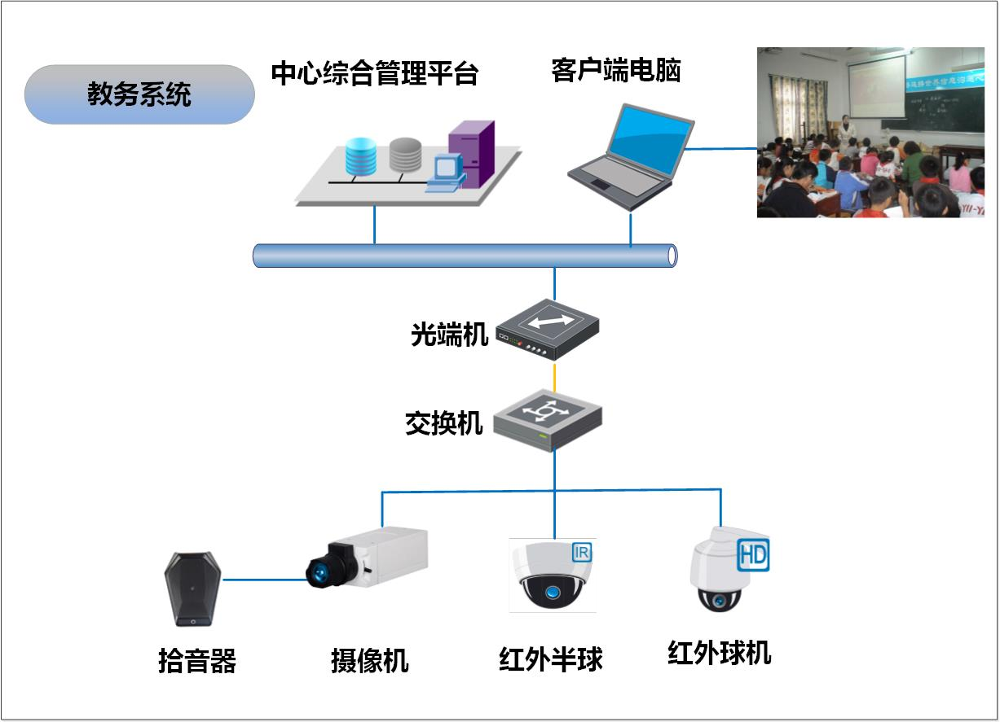 教务系统
中心综合管理平台
客户端电脑
光端机
交换机
IR
HD
拾音器
摄像机
红外半球
红外球机